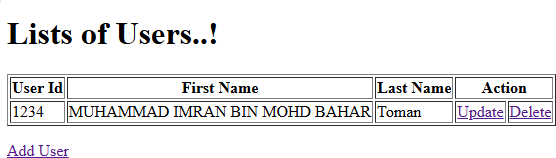 Lists of Users..!
User Id First Name Last Name Action
1234 MUHAMMAD IMRAN BIN MOHD BAHAR Toman Update Delete
Add User